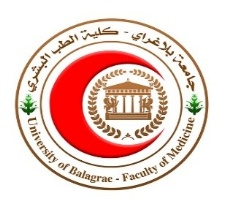 جامعة بلاغراي - كلية الطب البشري
University of Balagrae - Faculty of Medicine